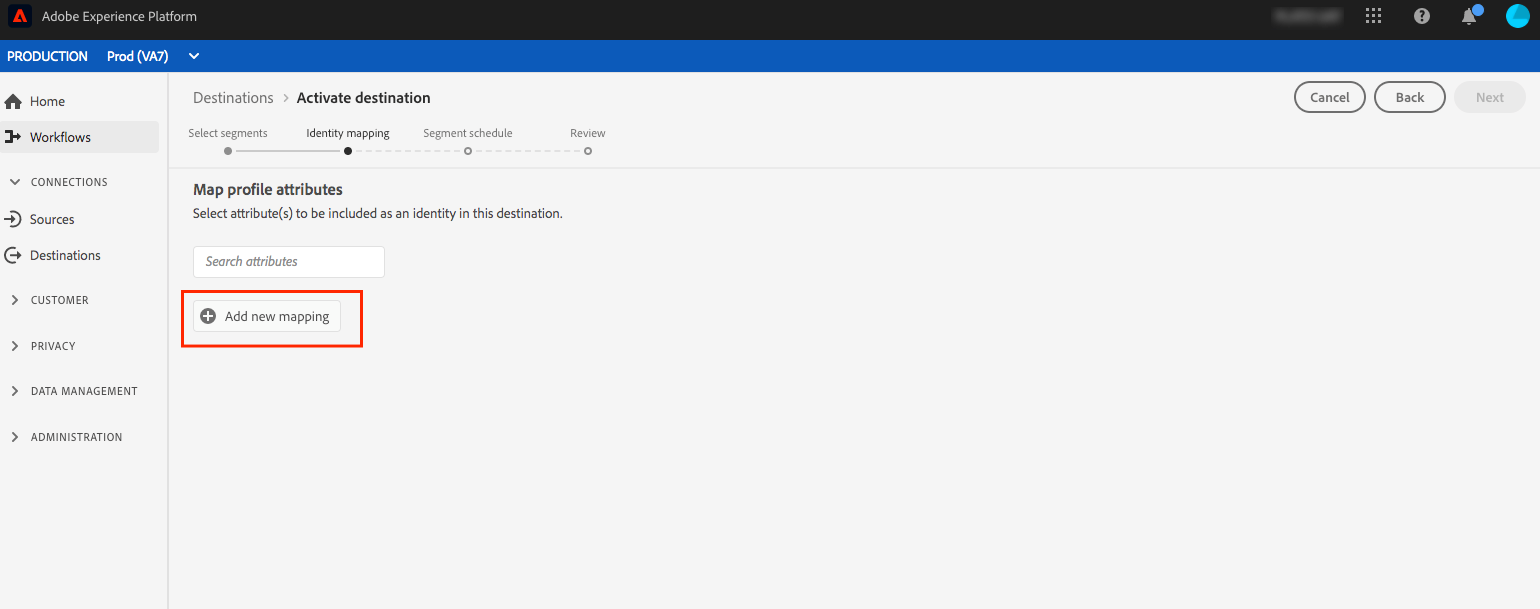 Adobe Experience Platform
PRODUCTION Prod (VA7)
Home
Workflows
CONNECTIONS
Sources
Destinations
CUSTOMER
PRIVACY
DATA MANAGEMENT
ADMINISTRATION
Destinations > Activate destination
Cancel Back Next
Select segments Identity mapping Segment schedule Review
Map profile attributes
Select attribute(s) to be included as an identity in this destination.
Search attributes
Add new mapping